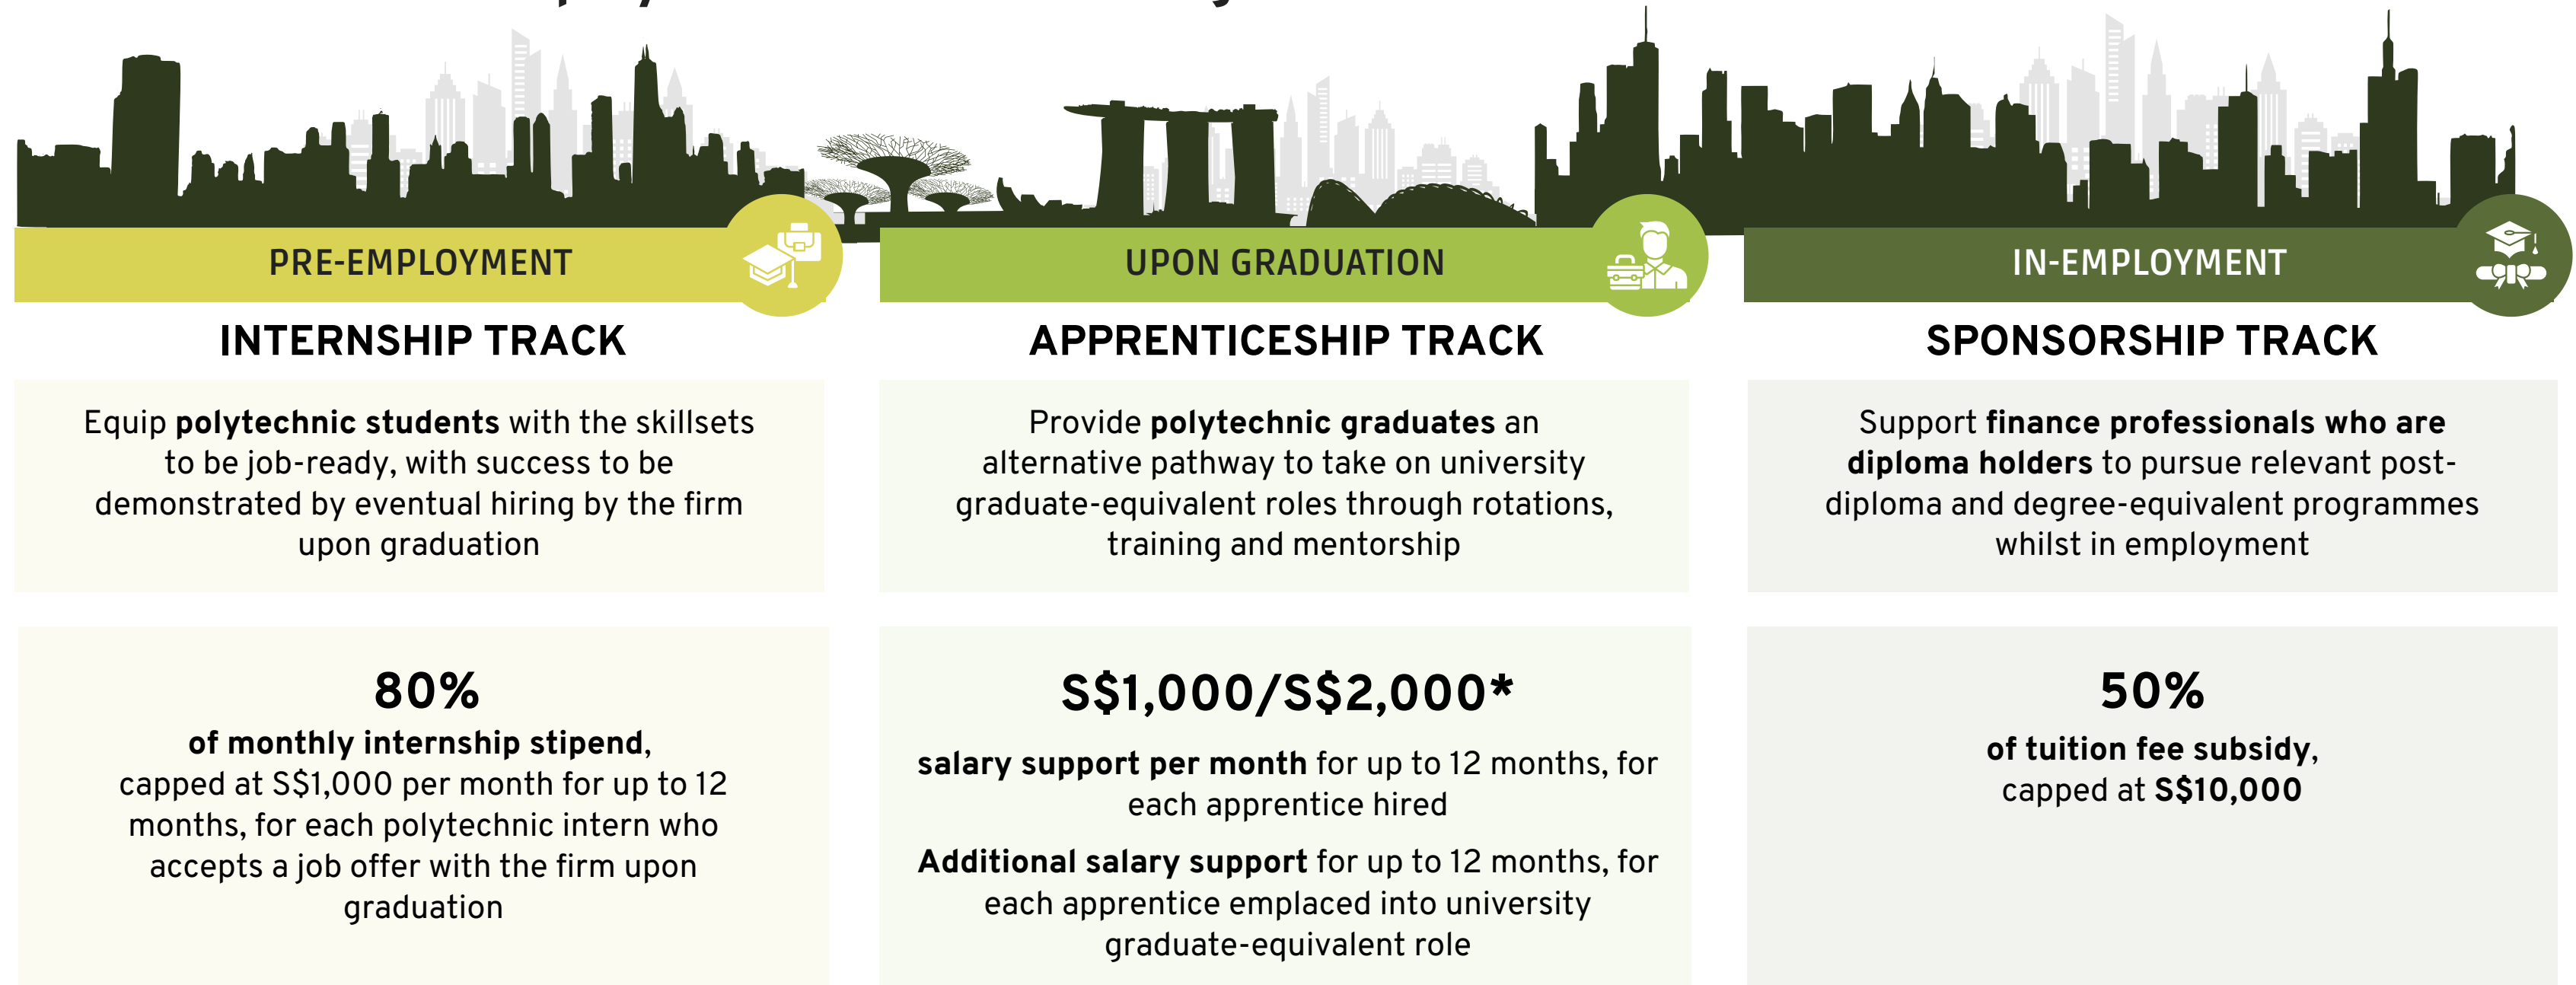 PRE-EMPLOYMENT
INTERNSHIP TRACK
Equip polytechnic students with the skillsets
to be job-ready, with success to be
demonstrated by eventual hiring by the firm
upon graduation
80%
of monthly internship stipend,
capped at S$1,000 per month for up to 12
months, for each polytechnic intern who
accepts a job offer with the firm upon
graduation
UPON GRADUATION
APPRENTICESHIP TRACK
Provide polytechnic graduates an
alternative pathway to take on university
graduate-equivalent roles through rotations,
training and mentorship
S$1,000/S$2,000*
salary support per month for up to 12 months, for
each apprentice hired
Additional salary support for up to 12 months, for
each apprentice emplaced into university
graduate-equivalent role
IN-EMPLOYMENT
SPONSORSHIP TRACK
Support finance professionals who are
diploma holders to pursue relevant post-
diploma and degree-equivalent programmes
whilst in employment
50%
of tuition fee subsidy,
capped at S$10,000